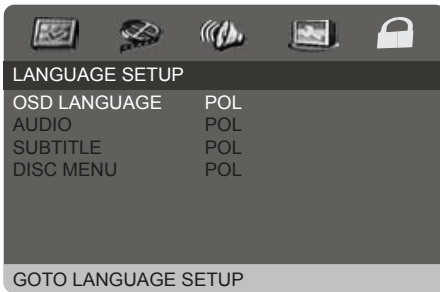 LANGUAGE SETUP
OSD LANGUAGE POL
AUDIO POL
SUBTITLE POL
DISC MENU POL
GOTO LANGUAGE SETUP